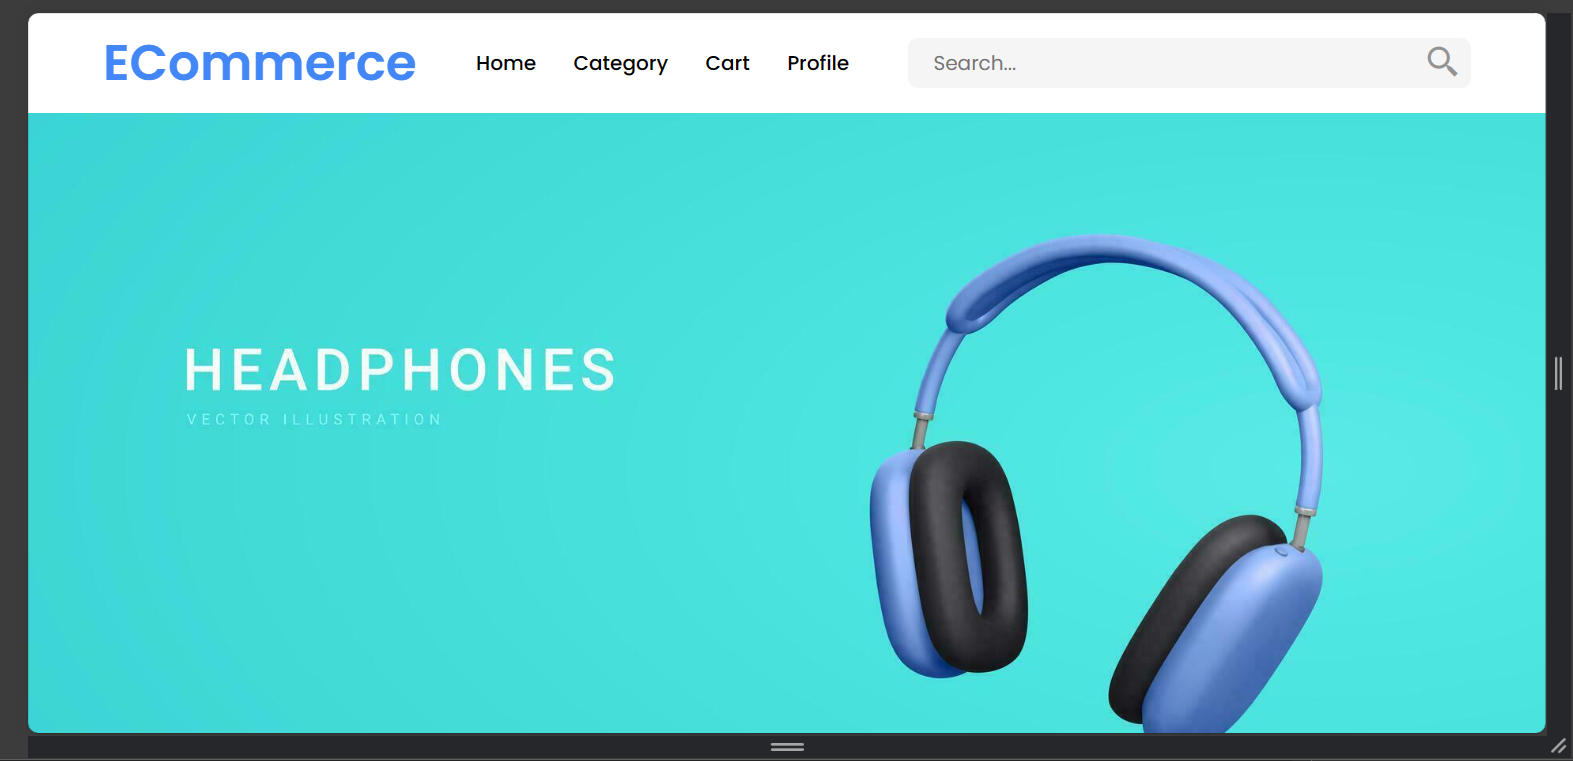 ECommerce Home Category Cart Profile Search...
HEADPHONES
VECTOR ILLUSTRATION